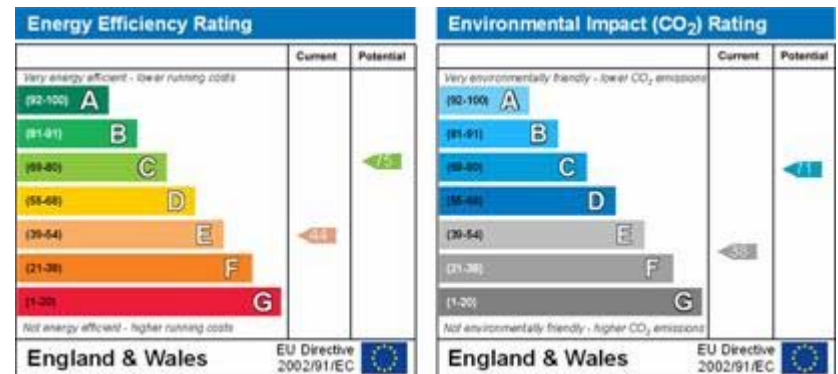 Energy Efficiency Rating
Current Potential
Very energy efficient - lower running costs
(92-100) A
(81-91) B
(69-80) C
75
(55-68) D
(39-54) E
44
(21-38) F
(1-20) G
Not energy efficient - higher running costs
England & Wales
EU Directive
2002/91/EC
Environmental Impact (CO2) Rating
Current Potential
Very environmentally friendly - lower CO2 emissions
(92-100) A
(81-91) B
(69-80) C
71
(55-68) D
(39-54) E
38
(21-38) F
(1-20) G
Not environmentally friendly - higher CO2 emissions
England & Wales
EU Directive
2002/91/EC